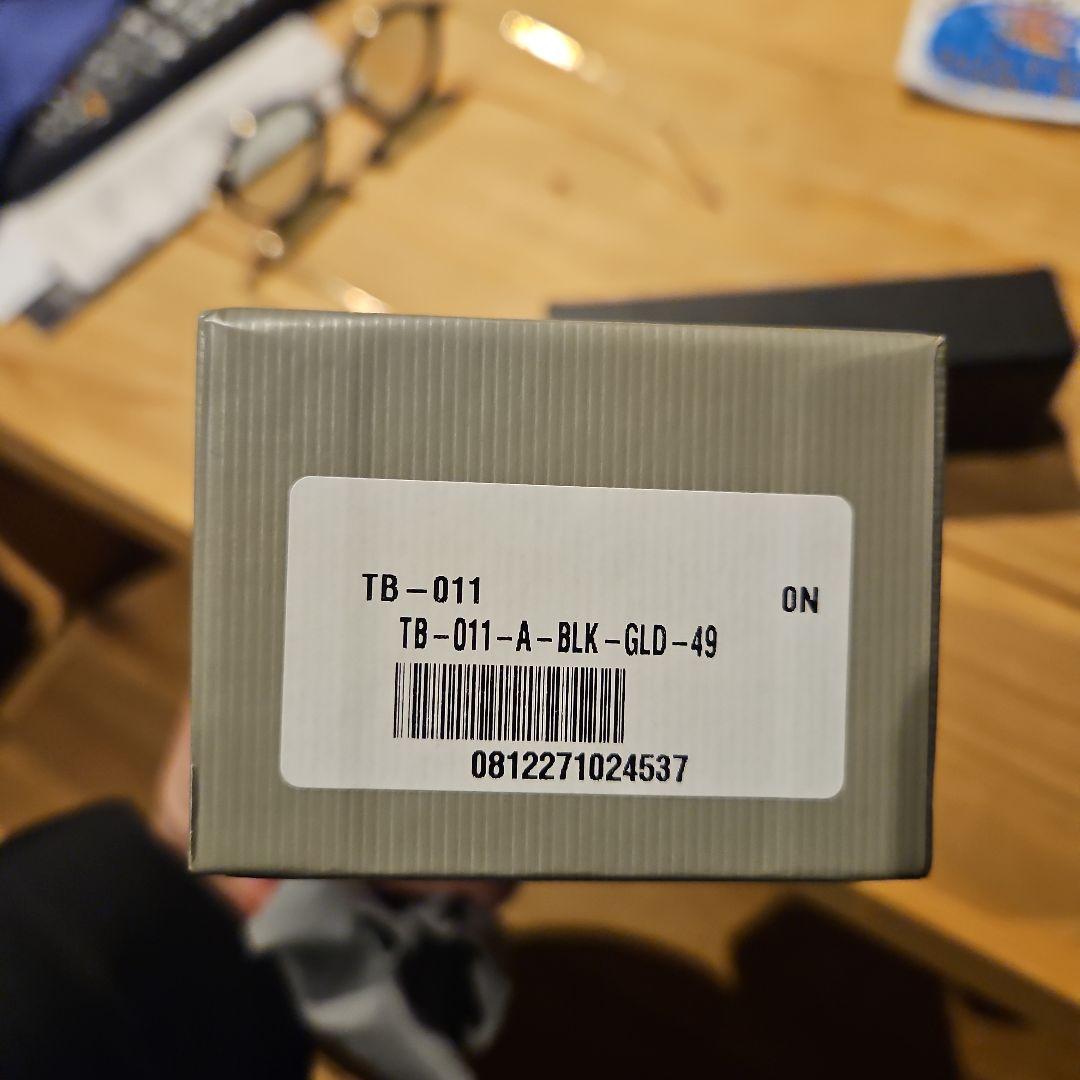 TB-011
ON
TB-011-A-BLK-GLD-49
0812271024537